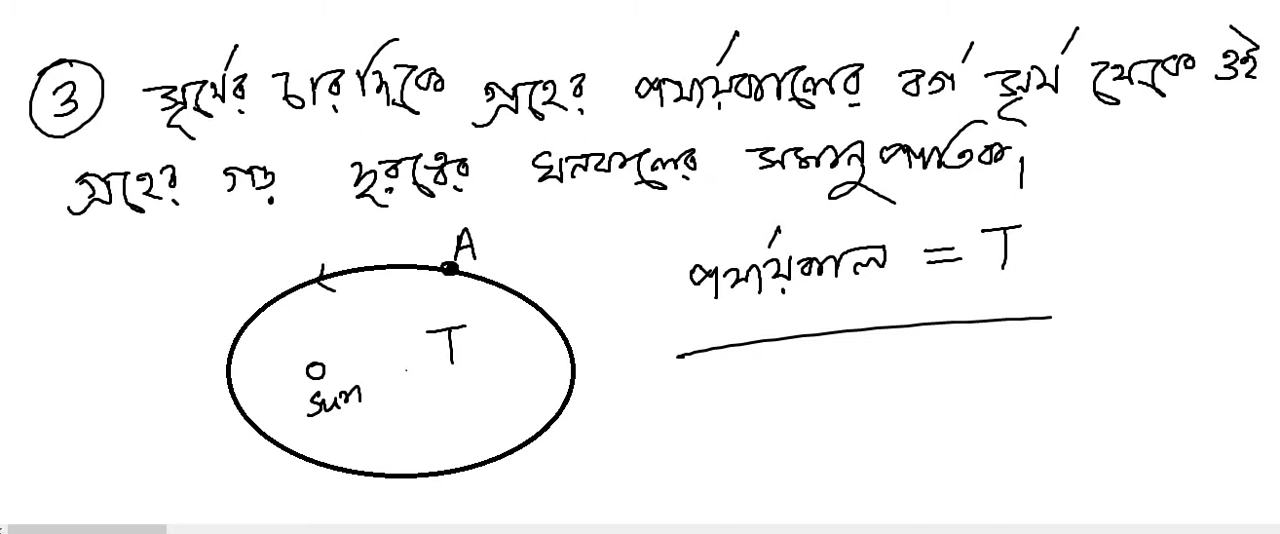 ③ সূর্যের চারদিকে গ্রহের পর্যায়কালের বর্গ সূর্য থেকে ওই
গ্রহের গড় দূরত্বের ঘনফলের সমানুপাতিক।
A
পর্যায়কাল = T
T
Sun